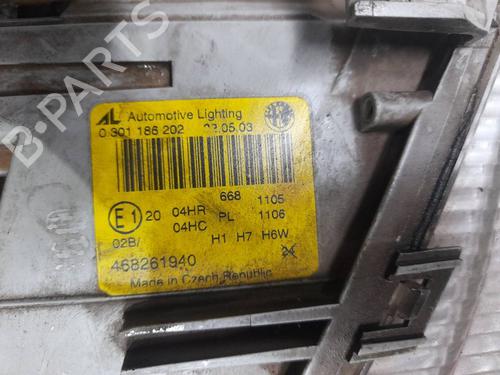 B-PARTS
AL Automotive Lighting
0 301 186 202 23.05.03
668 1105
E1 20 04HR PL 1106
02B/ 04HC H1 H7 H6W
24
468261940
Made in Czech Republic